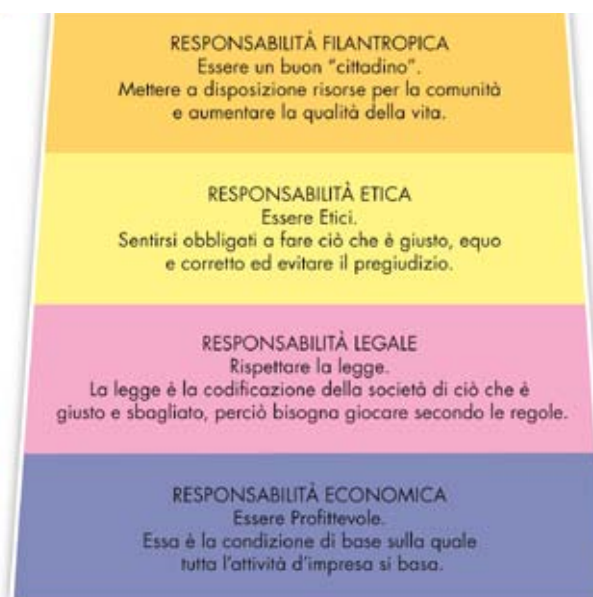 RESPONSABILITÀ FILANTROPICA
Essere un buon “cittadino”.
Mettere a disposizione risorse per la comunità
e aumentare la qualità della vita.
RESPONSABILITÀ ETICA
Essere Etici.
Sentirsi obbligati a fare ciò che è giusto, equo
e corretto ed evitare il pregiudizio.
RESPONSABILITÀ LEGALE
Rispettare la legge.
La legge è la codificazione della società di ciò che è
giusto e sbagliato, perciò bisogna giocare secondo le regole.
RESPONSABILITÀ ECONOMICA
Essere Profittevole.
Essa è la condizione di base sulla quale
tutta l’attività d’impresa si basa.